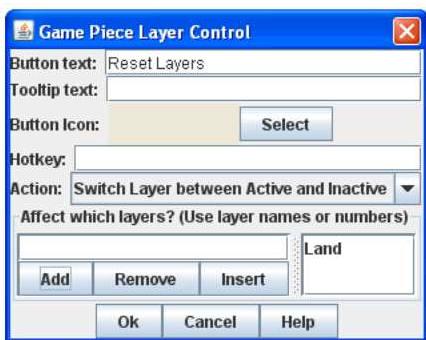 Game Piece Layer Control
Button text: Reset Layers
Tooltip text:
Button Icon: Select
Hotkey:
Action: Switch Layer between Active and Inactive
Affect which layers? (Use layer names or numbers)
Land
Add Remove Insert
Ok Cancel Help